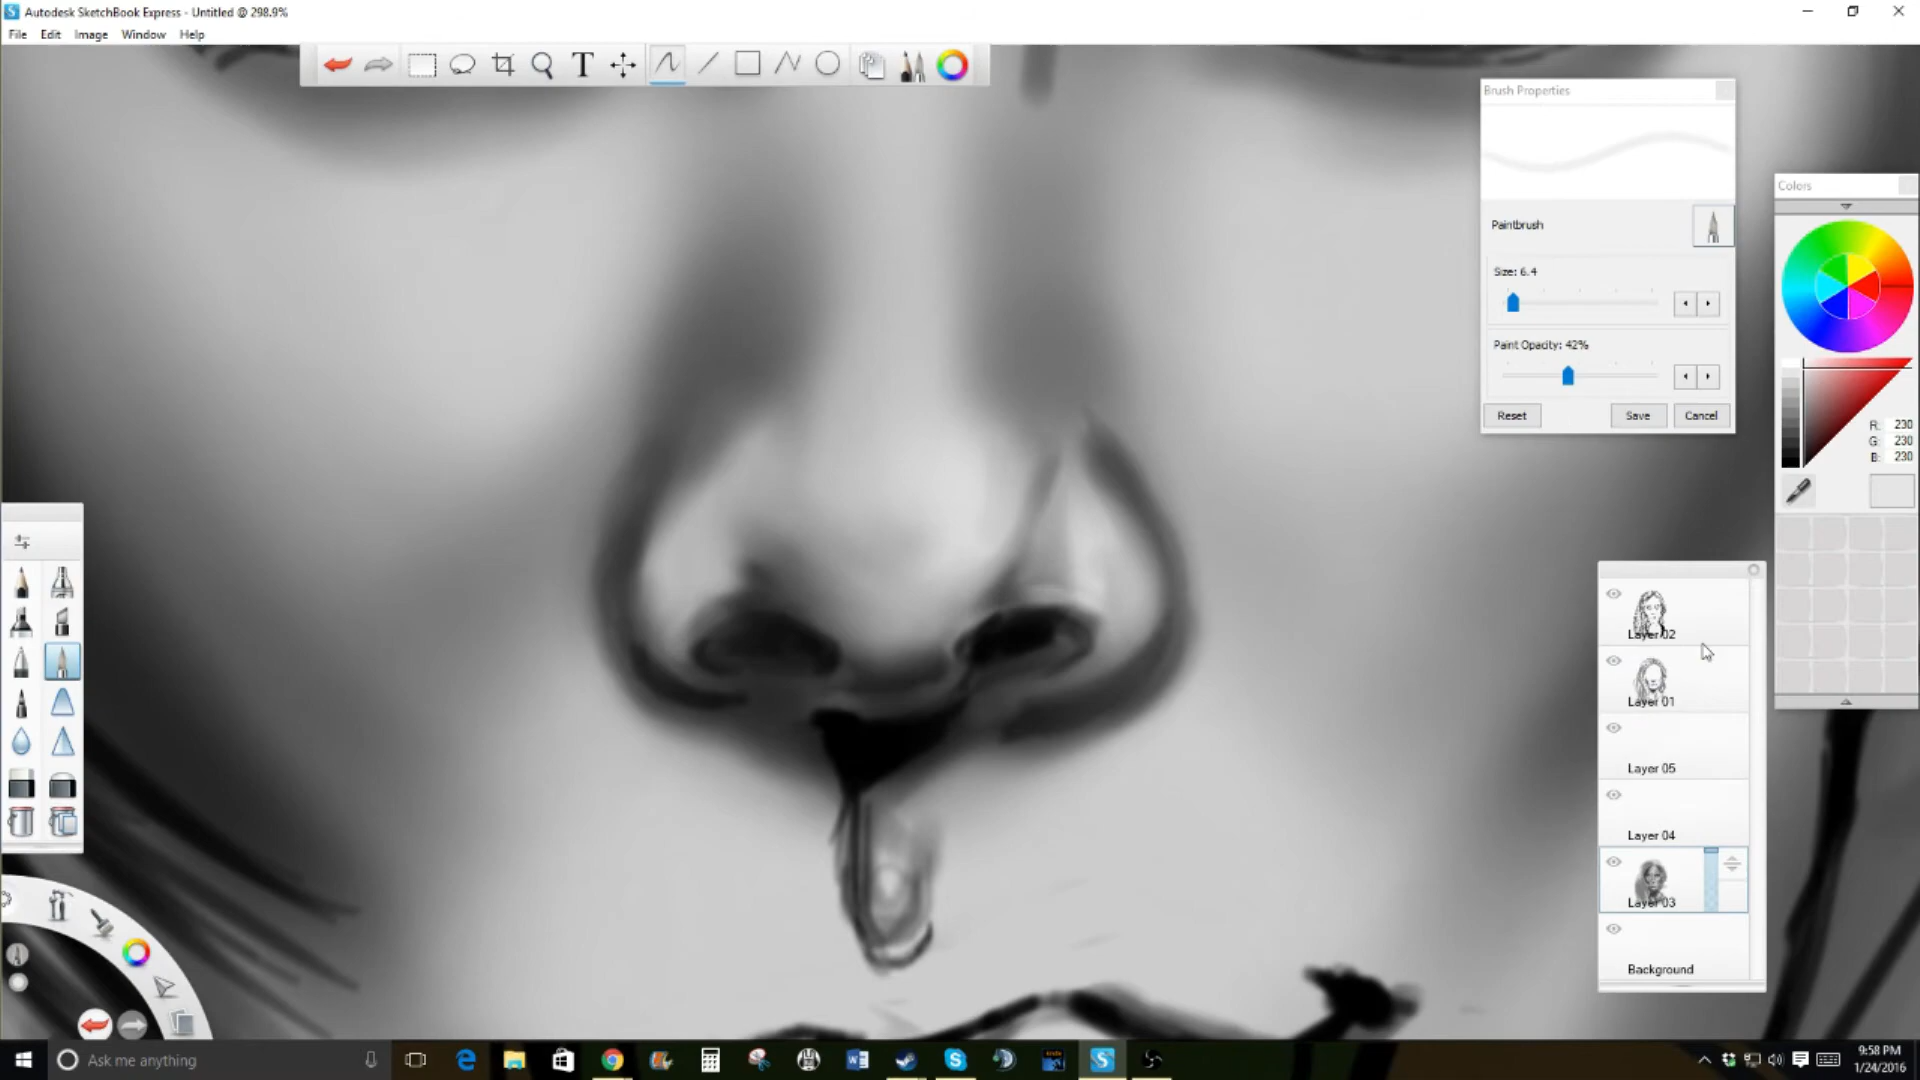 Autodesk SketchBook Express - Untitled @ 298.9%
File Edit Image Window Help
T
Brush Properties
Paintbrush
Size: 6.4
Paint Opacity: 42%
Reset Save Cancel
Colors
R: 230
G: 230
B: 230
Layer 02
Layer 01
Layer 05
Layer 04
Layer 03
Background
Ask me anything
9:58 PM
1/24/2016